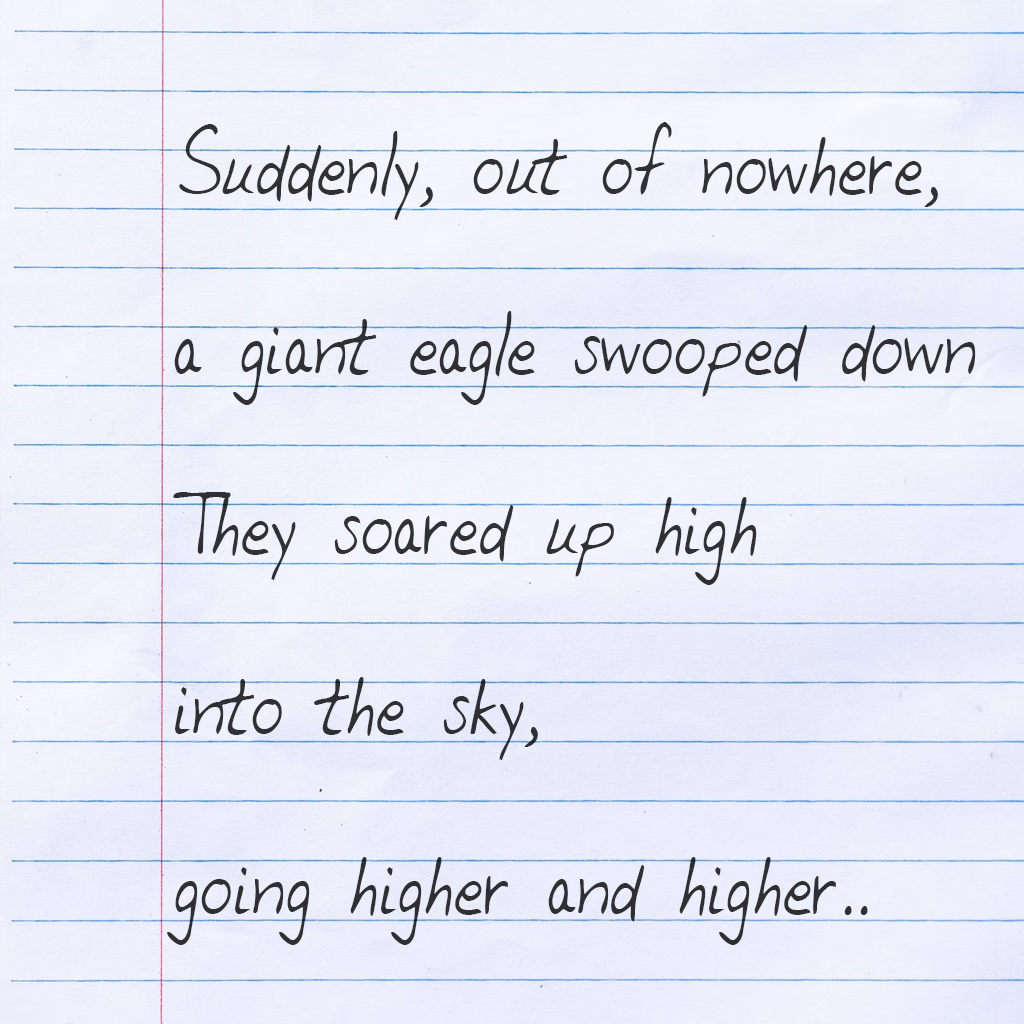 Suddenly, out of nowhere,
a giant eagle swooped down
They soared up high
into the sky,
going higher and higher..